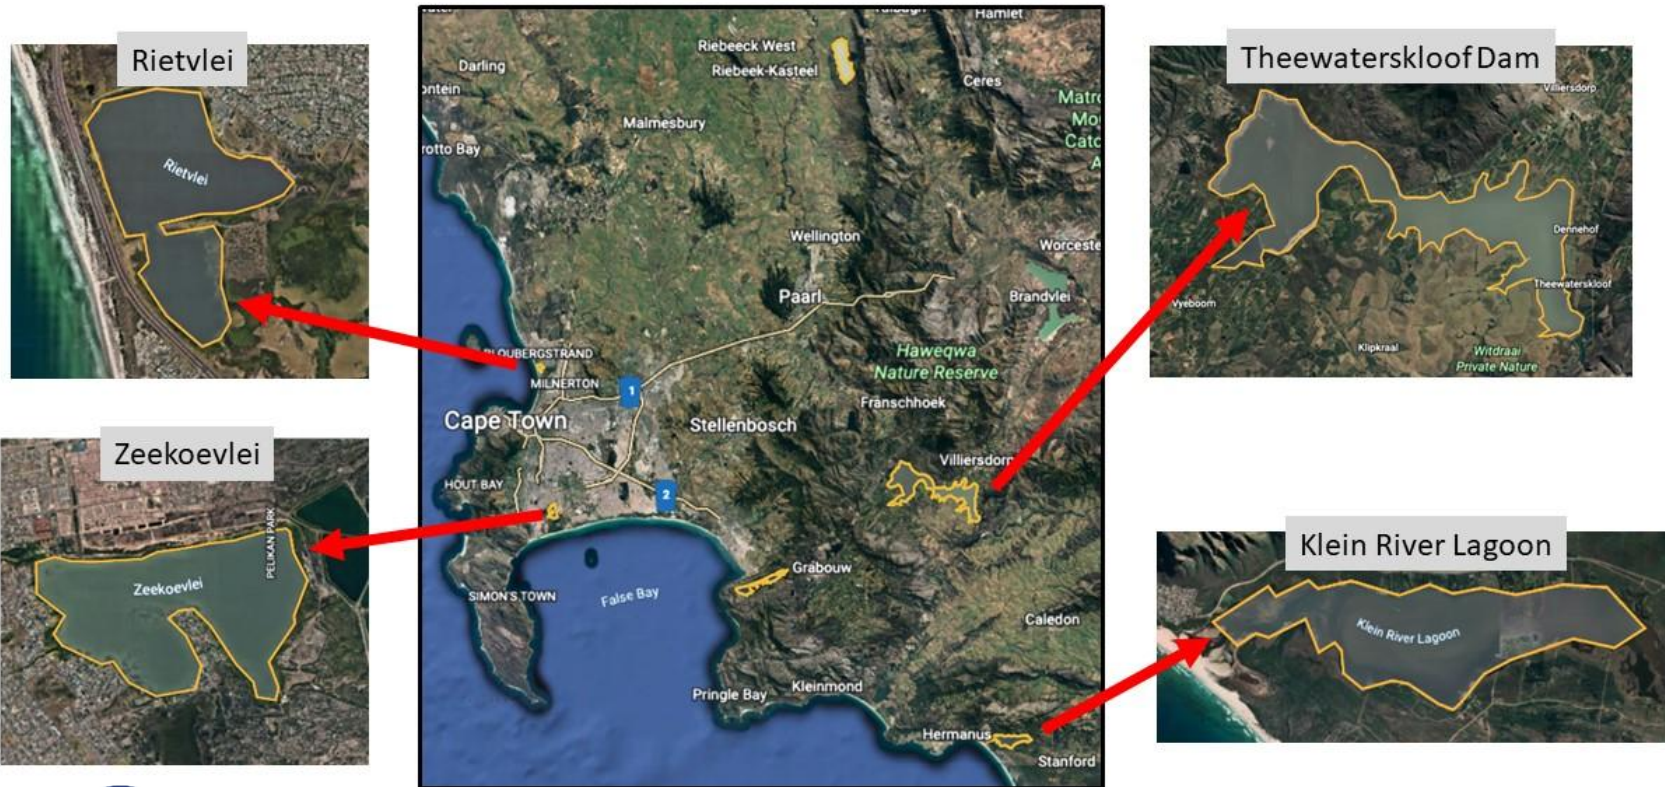 Rietvlei
Rietvlei
Zeekoevlei
PELIKAN PARK
Zeekoevlei
Hamlet
Riebeeck West
Riebeek-Kasteel
Darling
Ceres
Malmesbury
Wellington
Worceste
Paarl
Brandvlei
BLOUBERGSTRAND
MILNERTON
1
Haweqwa
Nature Reserve
Franschhoek
Cape Town
Stellenbosch
Villiersdorp
HOUT BAY
2
Grabouw
SIMON'S TOWN
False Bay
Caledon
Pringle Bay
Kleinmond
Hermanus
Stanford
Theewaterskloof Dam
Villiersdorp
Dennehof
Theewaterskloof
Vyeboom
Klipkraal
Witdraai
Private Nature
Klein River Lagoon
Klein River Lagoon